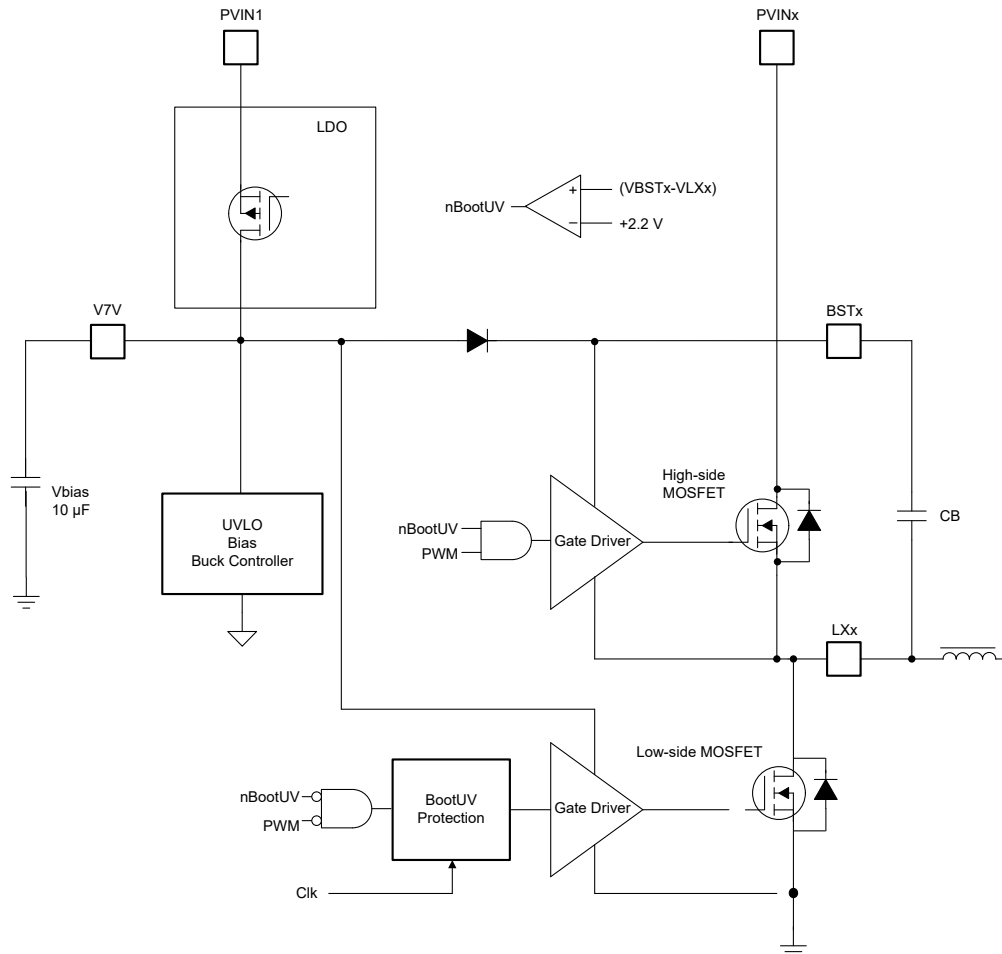 PVIN1
PVINx
LDO
+
(VBSTx-VLXx)
nBootUV
−
+2.2 V
V7V
BSTx
High-side
MOSFET
Vbias
10 µF
UVLO
Bias
Buck Controller
nBootUV
PWM
Gate Driver
CB
LXx
Low-side MOSFET
nBootUV
PWM
BootUV
Protection
Gate Driver
Clk